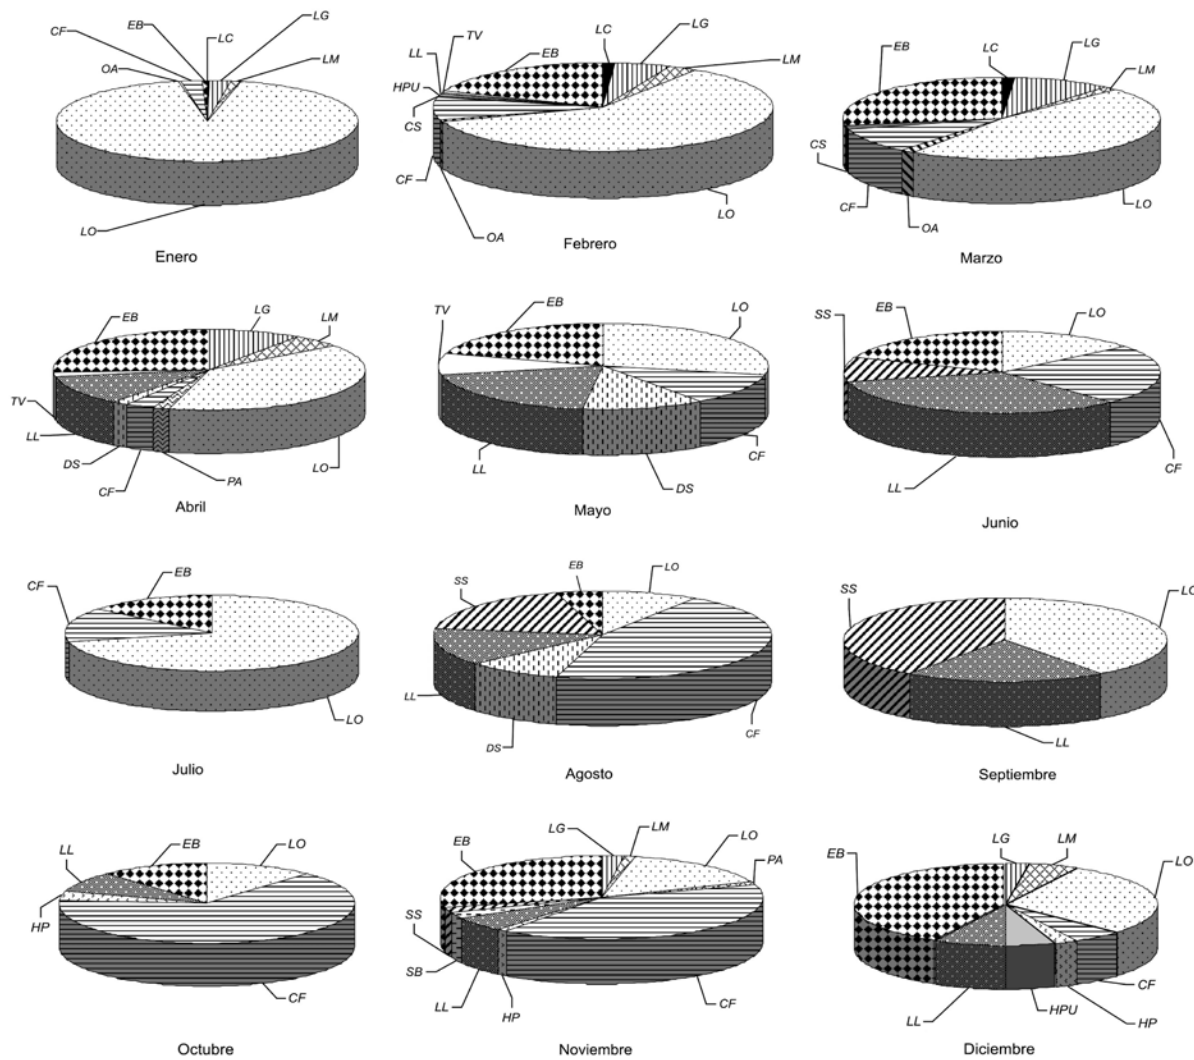 EB LC LG
CF
OA LM
LO
Enero
TV
LL EB LC LG
HPU LM
CS
CF
OA LO
Febrero
EB LC LG
LM
CS
CF OA LO
Marzo
EB LG LM
TV
LL
DS
CF PA LO
Abril
TV EB LO
LL DS CF
Mayo
SS EB LO
LL CF
Junio
CF EB
LO
Julio
SS EB LO
LL
DS CF
Agosto
SS LO
LL
Septiembre
LL EB LO
HP
CF
Octubre
EB LG LM LO
PA
SS
SB
LL HP CF
Noviembre
EB LG LM LO
LL HPU HP CF
Diciembre